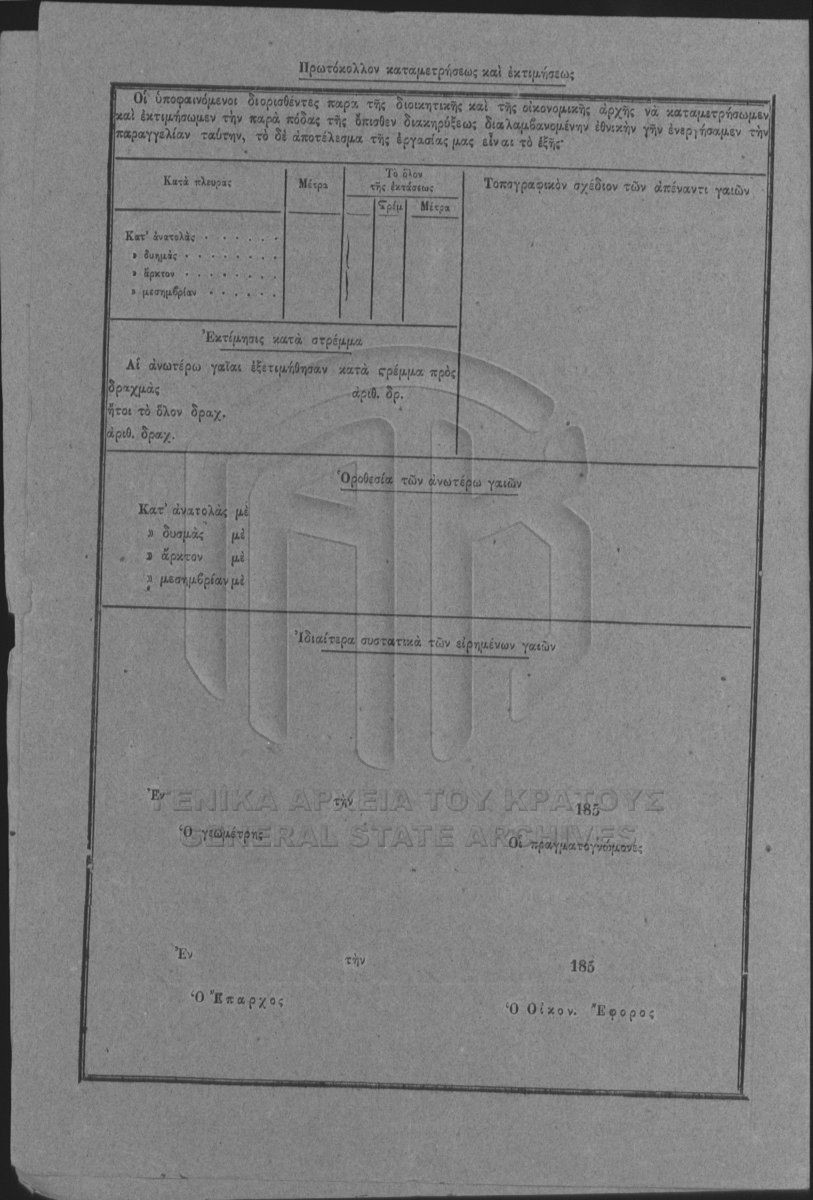 Πρωτόκολλον καταμετρήσεως καὶ ἐκτιμήσεως
Οἱ ὑποφαινόμενοι διορισθέντες παρὰ τῆς διοικητικῆς καὶ τῆς οἰκονομικῆς ἀρχῆς νὰ καταμετρήσωμεν
καὶ ἐκτιμήσωμεν τὴν παρὰ πόδας τῆς ὄπισθεν διακηρύξεως διαλαμβανομένην ἐθνικὴν γῆν ἐνεργήσαμεν τὴν
παραγγελίαν ταύτην, τὸ δὲ ἀποτέλεσμα τῆς ἐργασίας μας εἶναι τὸ ἑξῆς·
Κατὰ πλευρὰς Μέτρα Τὸ ὅλον
τῆς ἐκτάσεως Τοπογραφικὸν σχέδιον τῶν ἀπέναντι γαιῶν
Στρέμ Μέτρα
Κατ' ἀνατολὰς . . . . . .
» δυημὰς . . . . . . . .
» ἄρκτον . . . . . . . .
» μεσημβρίαν . . . . . .
Ἐκτίμησις κατὰ στρέμμα
Αἱ ἀνωτέρω γαῖαι ἐξετιμήθησαν κατὰ στρέμμα πρὸς
δραχμὰς ἀριθ. δρ.
ἤτοι τὸ ὅλον δραχ.
ἀριθ. δραχ.
Ὁροθεσία τῶν ἀνωτέρω γαιῶν
Κατ' ἀνατολὰς μὲ
» δυσμὰς μὲ
» ἄρκτον μὲ
» μεσημβρίαν μὲ
Ἰδιαίτερα συστατικὰ τῶν εἰρημένων γαιῶν
Ἐν τὴν 185
ΓΕΝΙΚΑ ΑΡΧΕΙΑ ΤΟΥ ΚΡΑΤΟΥΣ
GENERAL STATE ARCHIVES
Ὁ γεωμέτρης Οἱ πραγματογνώμονες
Ἐν τὴν 185
Ὁ Ἔπαρχος Ὁ Οἰκον. Ἔφορος